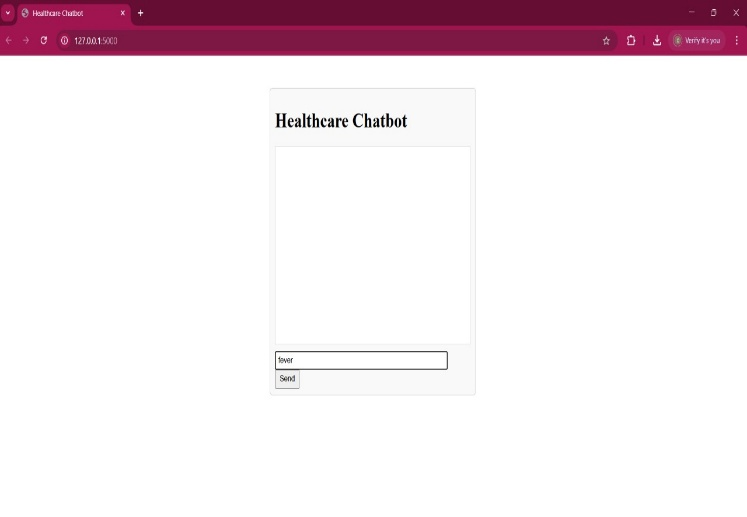 Healthcare Chatbot
127.0.0.1:5000
Verify it's you
Healthcare Chatbot
fever
Send